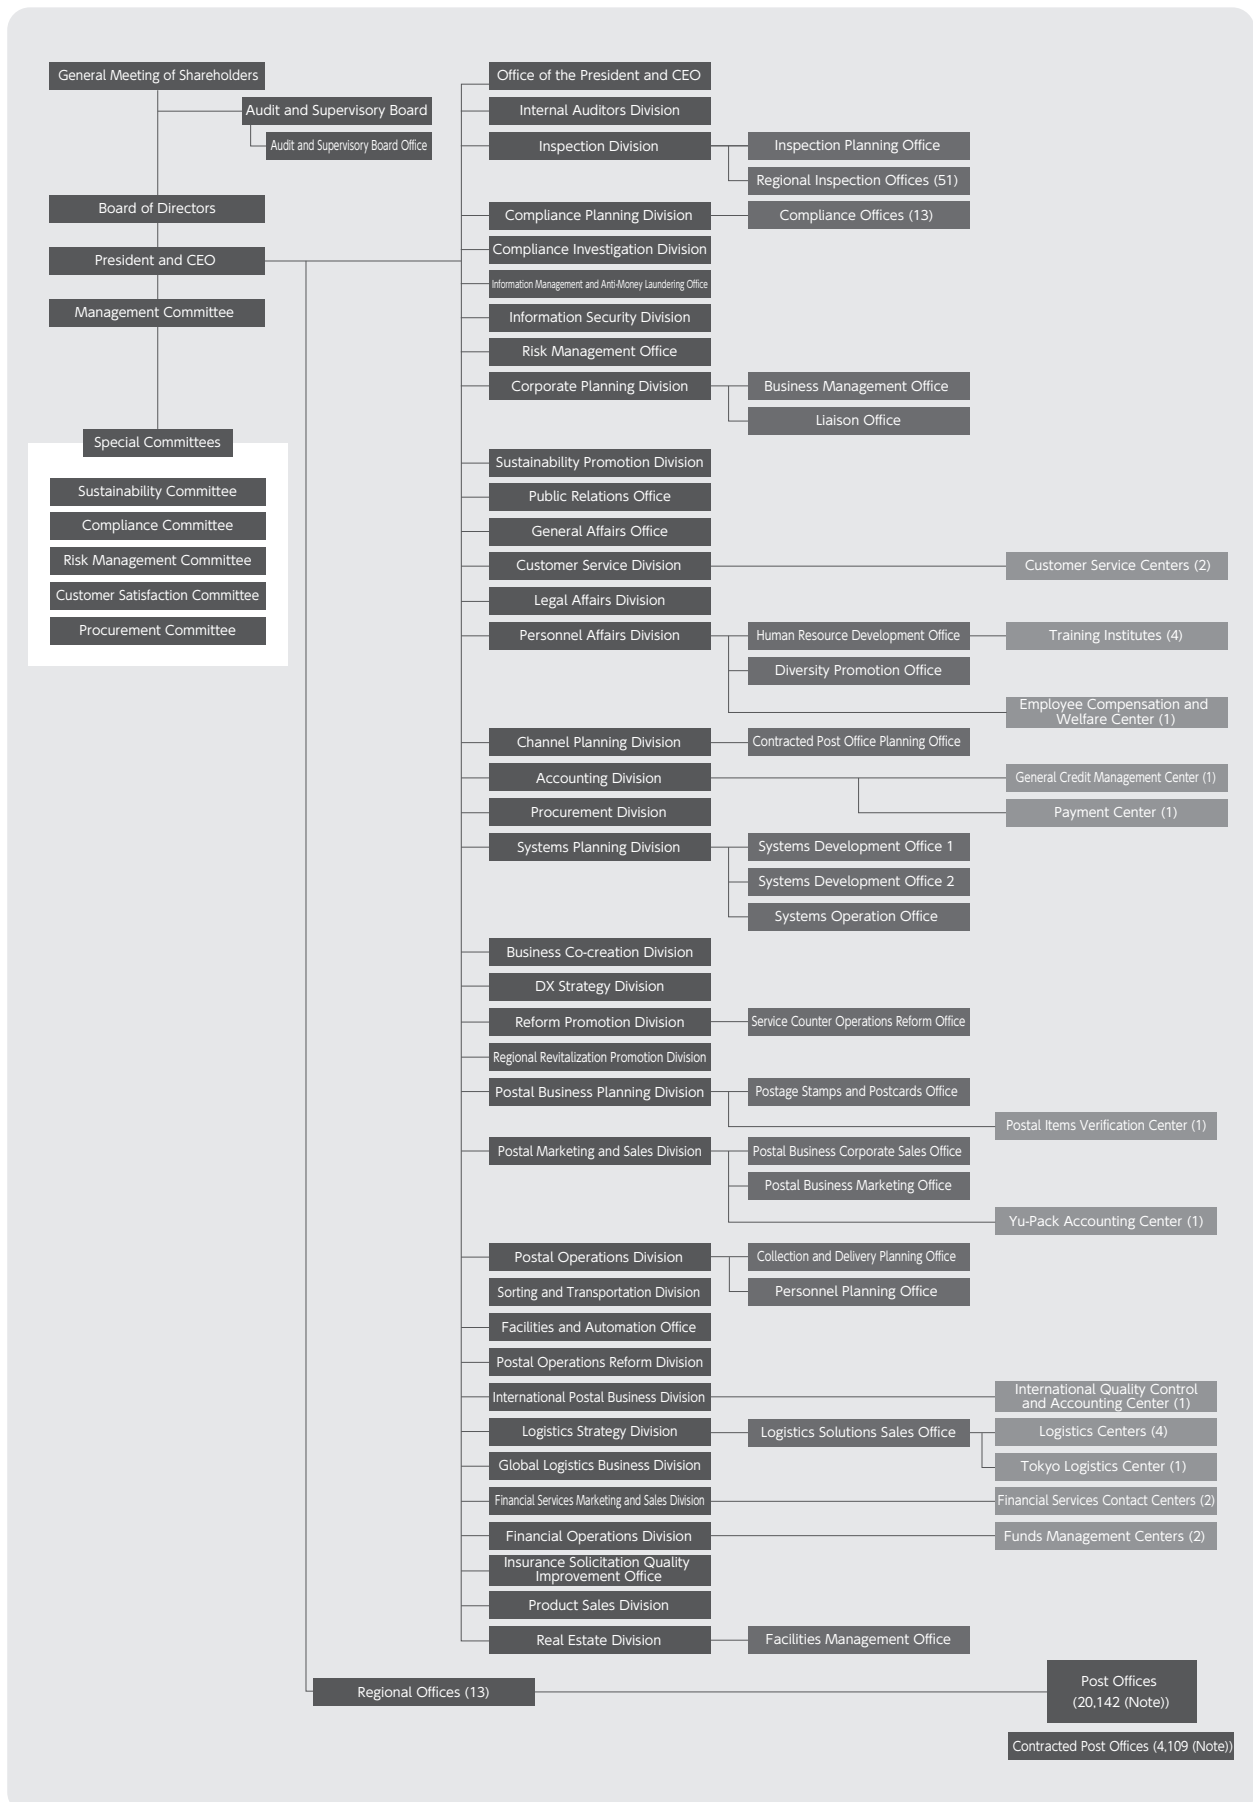 General Meeting of Shareholders
Audit and Supervisory Board
Audit and Supervisory Board Office
Board of Directors
President and CEO
Management Committee
Special Committees
Sustainability Committee
Compliance Committee
Risk Management Committee
Customer Satisfaction Committee
Procurement Committee
Office of the President and CEO
Internal Auditors Division
Inspection Division
Inspection Planning Office
Regional Inspection Offices (51)
Compliance Planning Division
Compliance Offices (13)
Compliance Investigation Division
Information Management and Anti-Money Laundering Office
Information Security Division
Risk Management Office
Corporate Planning Division
Business Management Office
Liaison Office
Sustainability Promotion Division
Public Relations Office
General Affairs Office
Customer Service Division
Customer Service Centers (2)
Legal Affairs Division
Personnel Affairs Division
Human Resource Development Office
Training Institutes (4)
Diversity Promotion Office
Employee Compensation and
Welfare Center (1)
Channel Planning Division
Contracted Post Office Planning Office
Accounting Division
General Credit Management Center (1)
Procurement Division
Payment Center (1)
Systems Planning Division
Systems Development Office 1
Systems Development Office 2
Systems Operation Office
Business Co-creation Division
DX Strategy Division
Reform Promotion Division
Service Counter Operations Reform Office
Regional Revitalization Promotion Division
Postal Business Planning Division
Postage Stamps and Postcards Office
Postal Items Verification Center (1)
Postal Marketing and Sales Division
Postal Business Corporate Sales Office
Postal Business Marketing Office
Yu-Pack Accounting Center (1)
Postal Operations Division
Collection and Delivery Planning Office
Sorting and Transportation Division
Personnel Planning Office
Facilities and Automation Office
Postal Operations Reform Division
International Postal Business Division
International Quality Control
and Accounting Center (1)
Logistics Strategy Division
Logistics Solutions Sales Office
Logistics Centers (4)
Global Logistics Business Division
Tokyo Logistics Center (1)
Financial Services Marketing and Sales Division
Financial Services Contact Centers (2)
Financial Operations Division
Funds Management Centers (2)
Insurance Solicitation Quality
Improvement Office
Product Sales Division
Real Estate Division
Facilities Management Office
Regional Offices (13)
Post Offices
(20,142 (Note))
Contracted Post Offices (4,109 (Note))